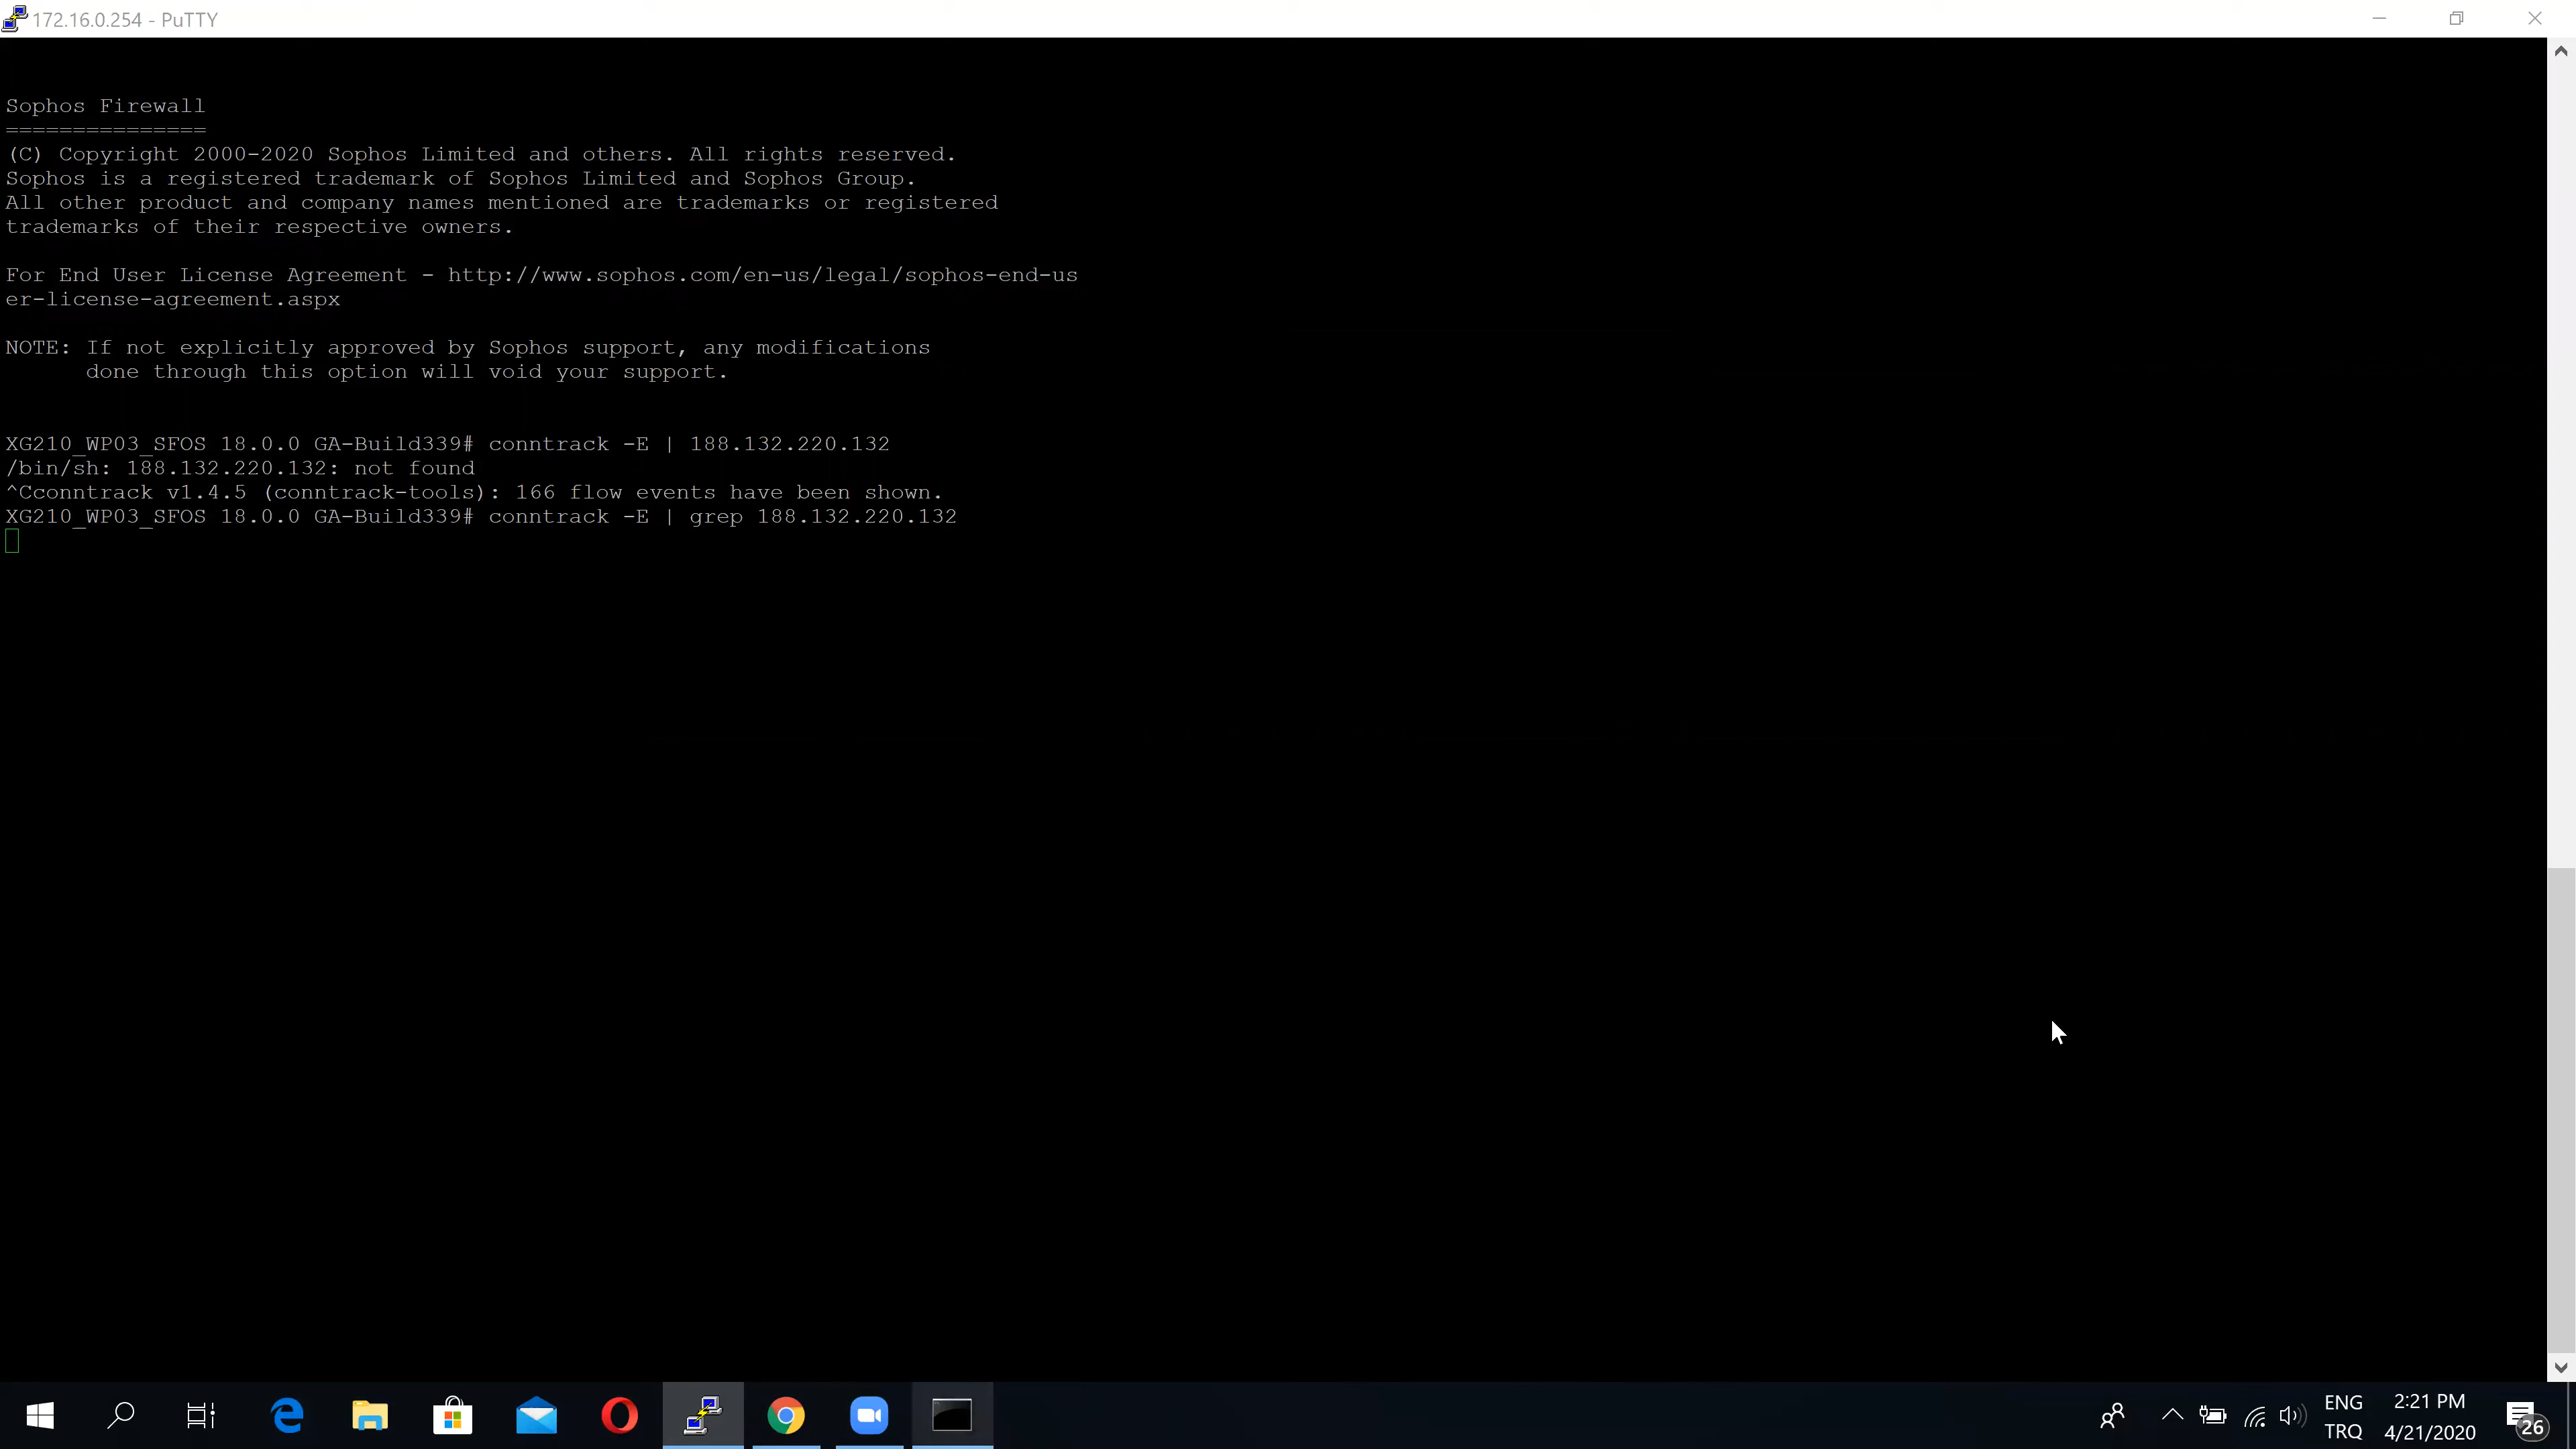 172.16.0.254 - PuTTY
Sophos Firewall
===============
(C) Copyright 2000-2020 Sophos Limited and others. All rights reserved.
Sophos is a registered trademark of Sophos Limited and Sophos Group.
All other product and company names mentioned are trademarks or registered
trademarks of their respective owners.
For End User License Agreement - http://www.sophos.com/en-us/legal/sophos-end-us
er-license-agreement.aspx
NOTE: If not explicitly approved by Sophos support, any modifications
done through this option will void your support.
XG210_WP03_SFOS 18.0.0 GA-Build339# conntrack -E | 188.132.220.132
/bin/sh: 188.132.220.132: not found
^Cconntrack v1.4.5 (conntrack-tools): 166 flow events have been shown.
XG210_WP03_SFOS 18.0.0 GA-Build339# conntrack -E | grep 188.132.220.132
ENG
TRQ
2:21 PM
4/21/2020
26